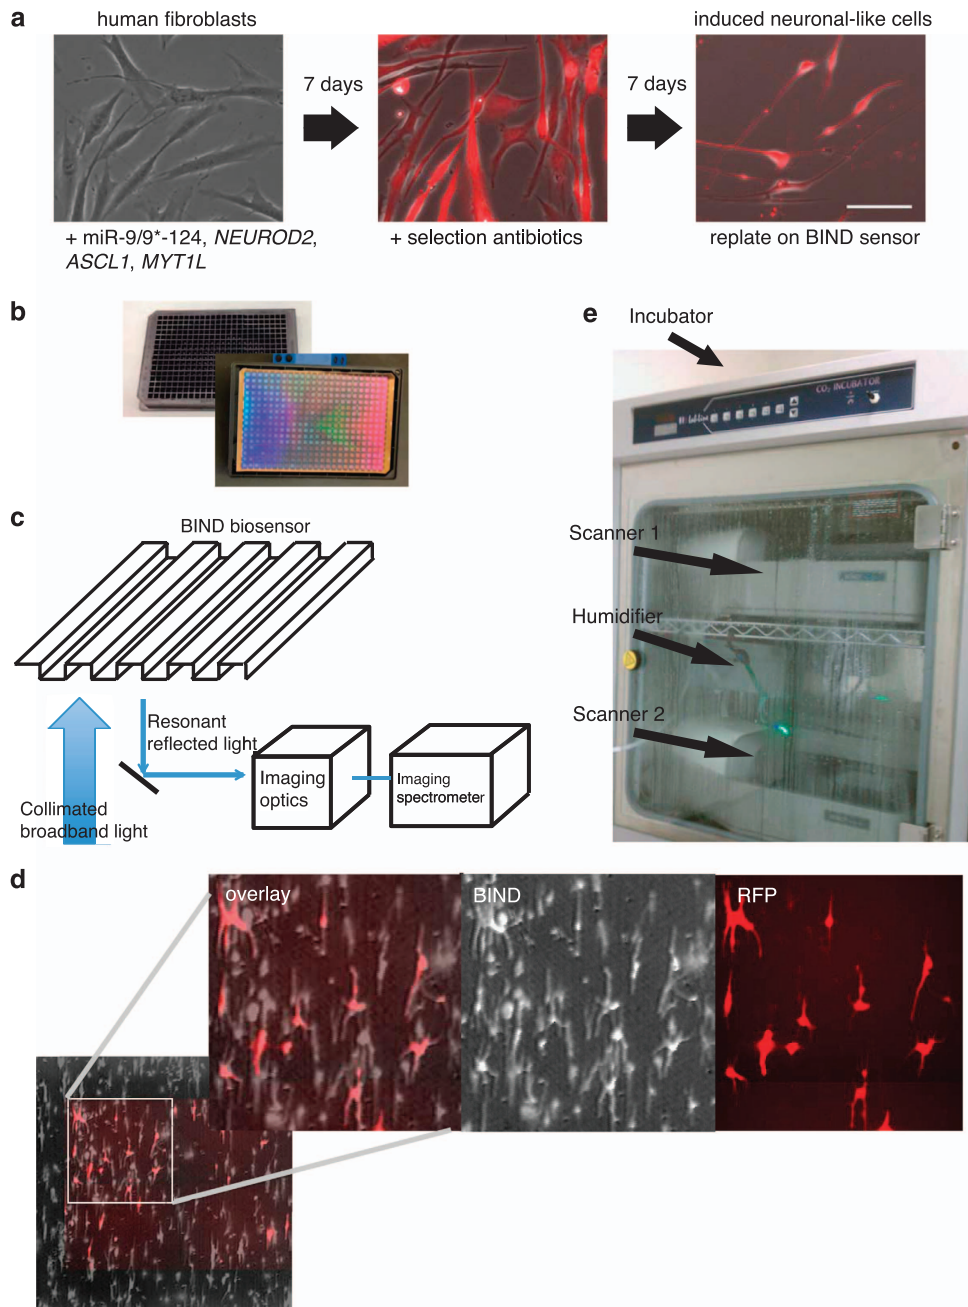 a
human fibroblasts
induced neuronal-like cells
7 days
7 days
+ miR-9/9*-124, NEUROD2,
ASCL1, MYT1L
+ selection antibiotics
replate on BIND sensor
b
c
BIND biosensor
Resonant
reflected light
Collimated
broadband light
Imaging
optics
Imaging
spectrometer
e
Incubator
CO₂ INCUBATOR
Scanner 1
Humidifier
Scanner 2
d
overlay
BIND
RFP